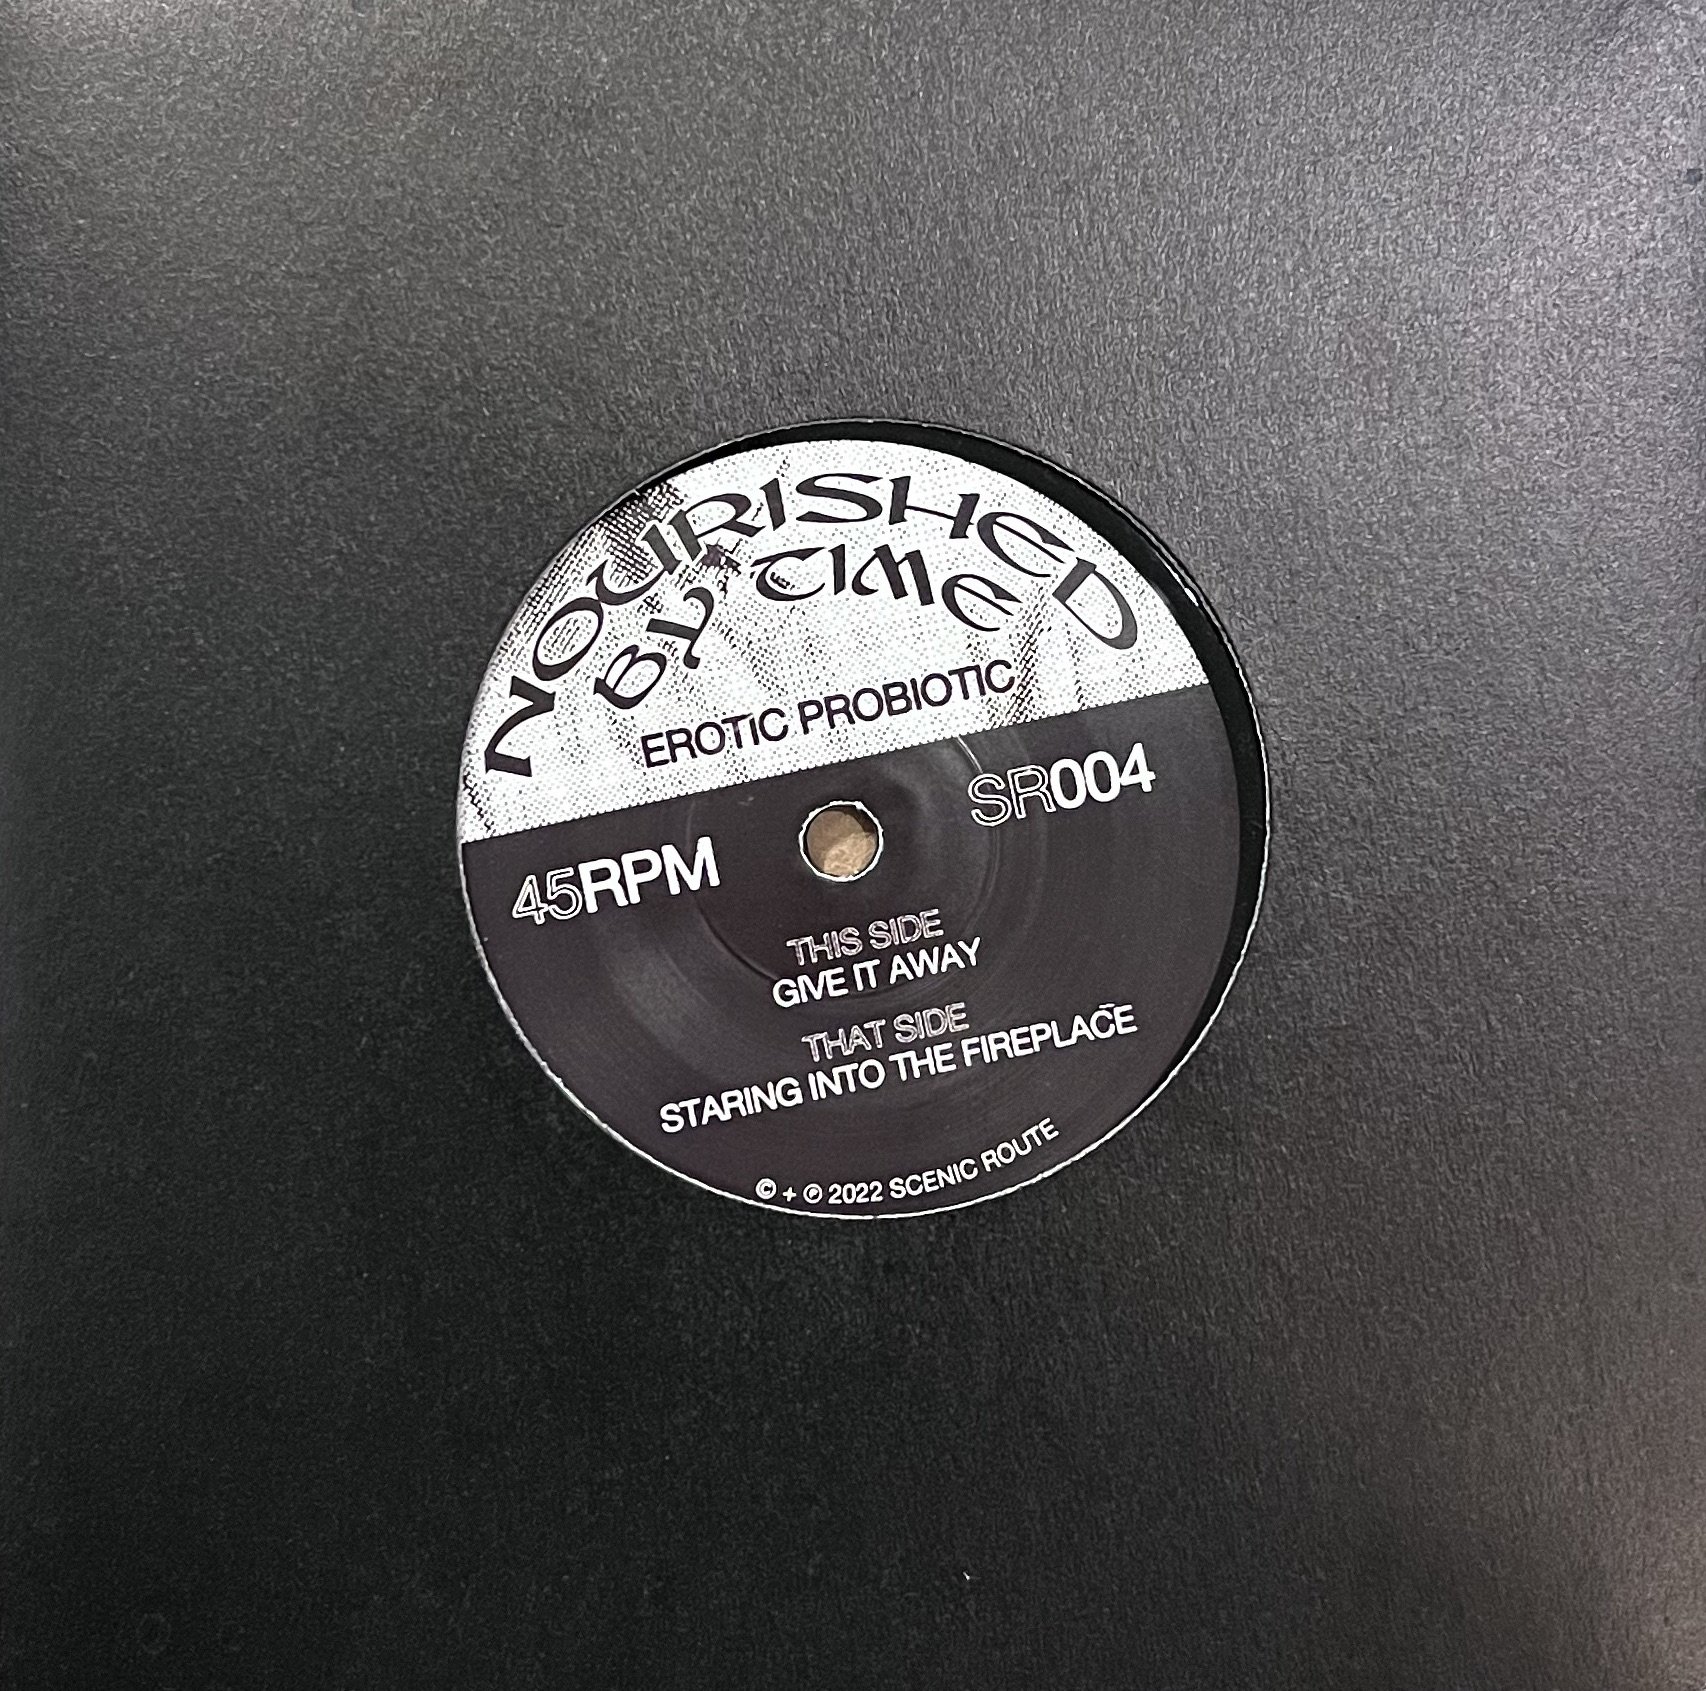 NOURISHED
BY TIME
EROTIC PROBIOTIC
SR004
45RPM
THIS SIDE
GIVE IT AWAY
THAT SIDE
STARING INTO THE FIREPLACE
© + ℗ 2022 SCENIC ROUTE